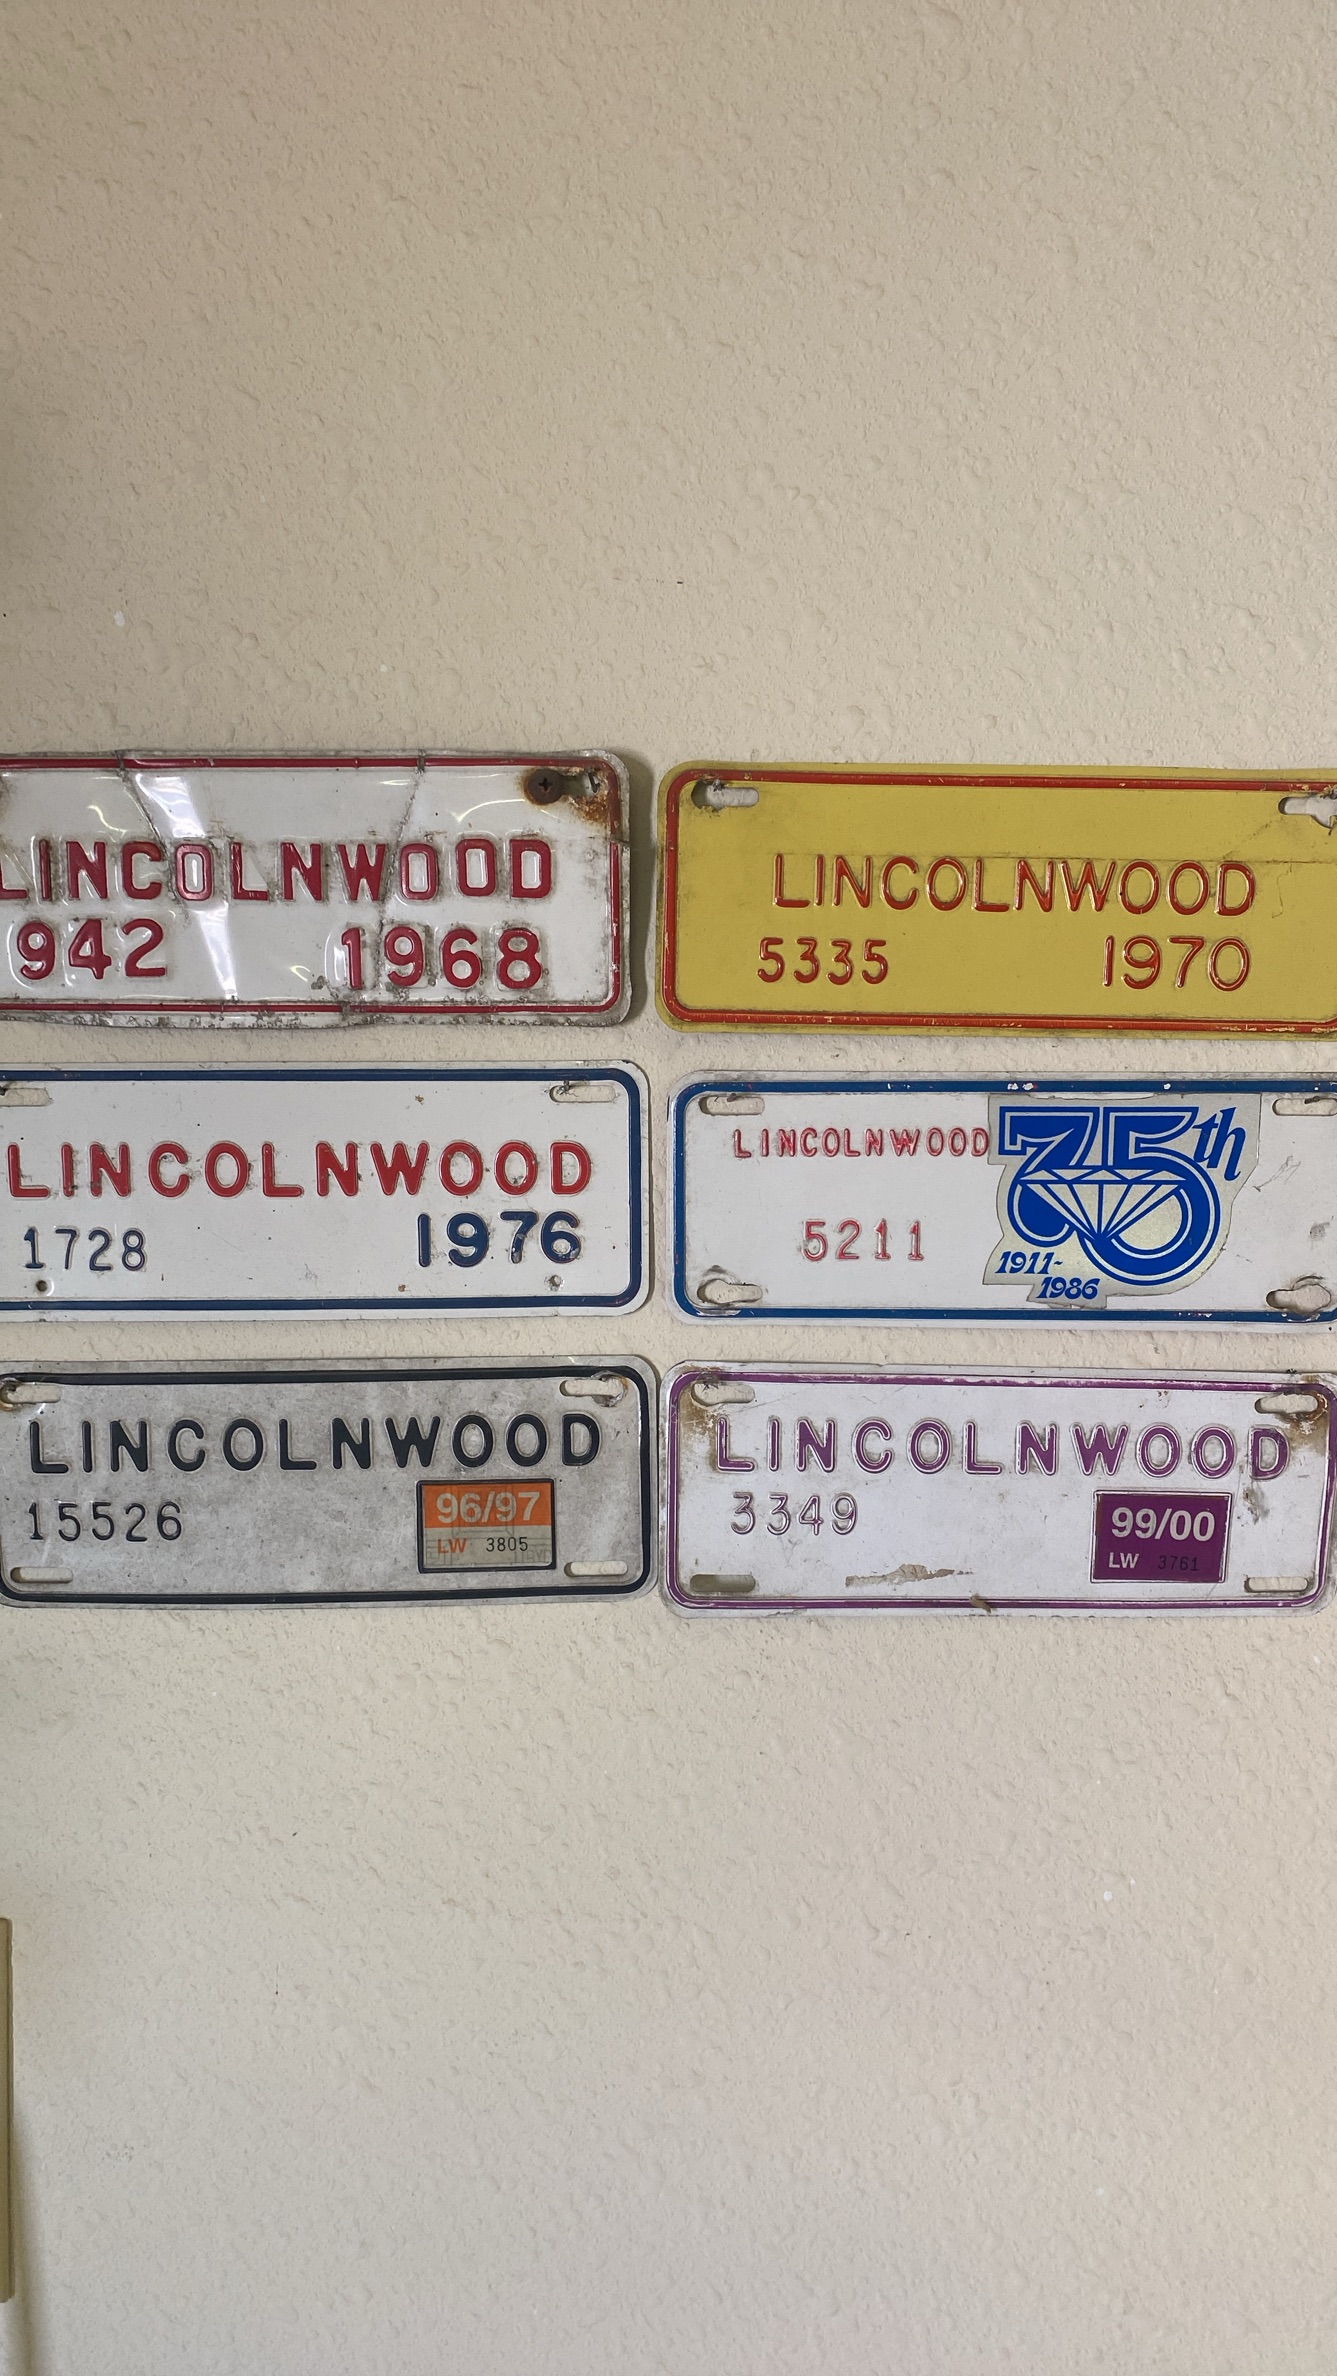 LINCOLNWOOD
942 1968
LINCOLNWOOD
5335 1970
LINCOLNWOOD
1728 1976
LINCOLNWOOD
5211
75th
1911-
1986
LINCOLNWOOD
15526
96/97
LW 3805
LINCOLNWOOD
3349
99/00
LW 3761